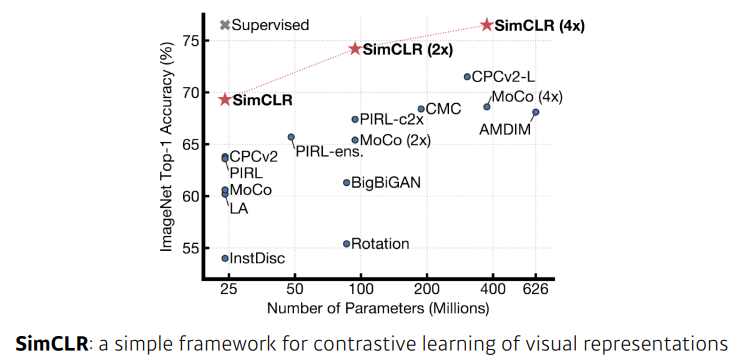 Supervised
SimCLR (4x)
SimCLR (2x)
SimCLR
CPCv2-L
MoCo (4x)
CMC
AMDIM
PIRL-c2x
MoCo (2x)
PIRL-ens.
CPCv2
PIRL
MoCo
LA
BigBiGAN
Rotation
InstDisc
ImageNet Top-1 Accuracy (%)
75
70
65
60
55
25 50 100 200 400 626
Number of Parameters (Millions)
SimCLR: a simple framework for contrastive learning of visual representations